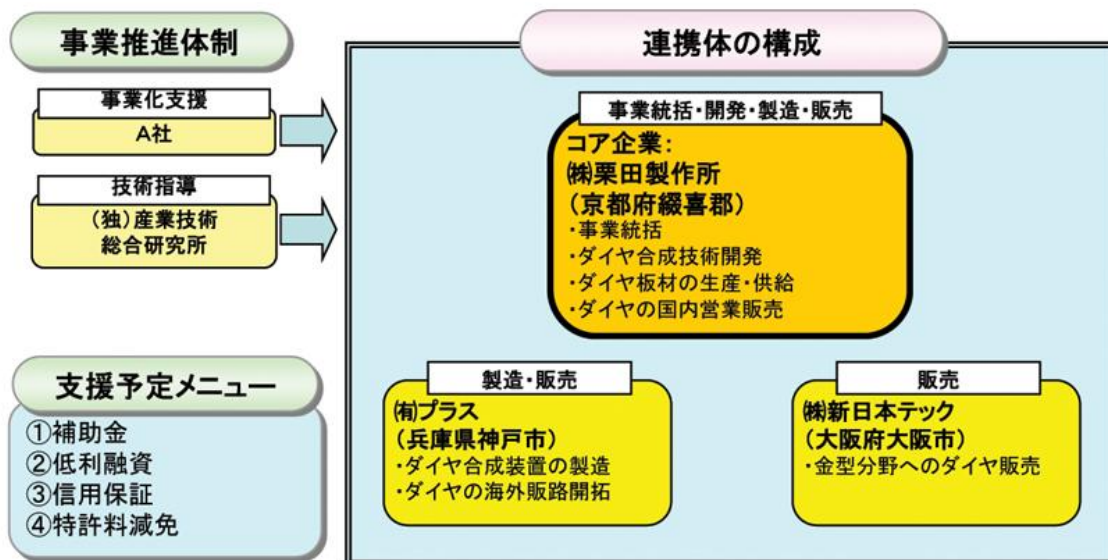 事業推進体制
事業化支援
A社
技術指導
(独)産業技術
総合研究所
支援予定メニュー
①補助金
②低利融資
③信用保証
④特許料減免
連携体の構成
事業統括・開発・製造・販売
コア企業:
㈱栗田製作所
(京都府綴喜郡)
・事業統括
・ダイヤ合成技術開発
・ダイヤ板材の生産・供給
・ダイヤの国内営業販売
製造・販売
㈲プラス
(兵庫県神戸市)
・ダイヤ合成装置の製造
・ダイヤの海外販路開拓
販売
㈱新日本テック
(大阪府大阪市)
・金型分野へのダイヤ販売